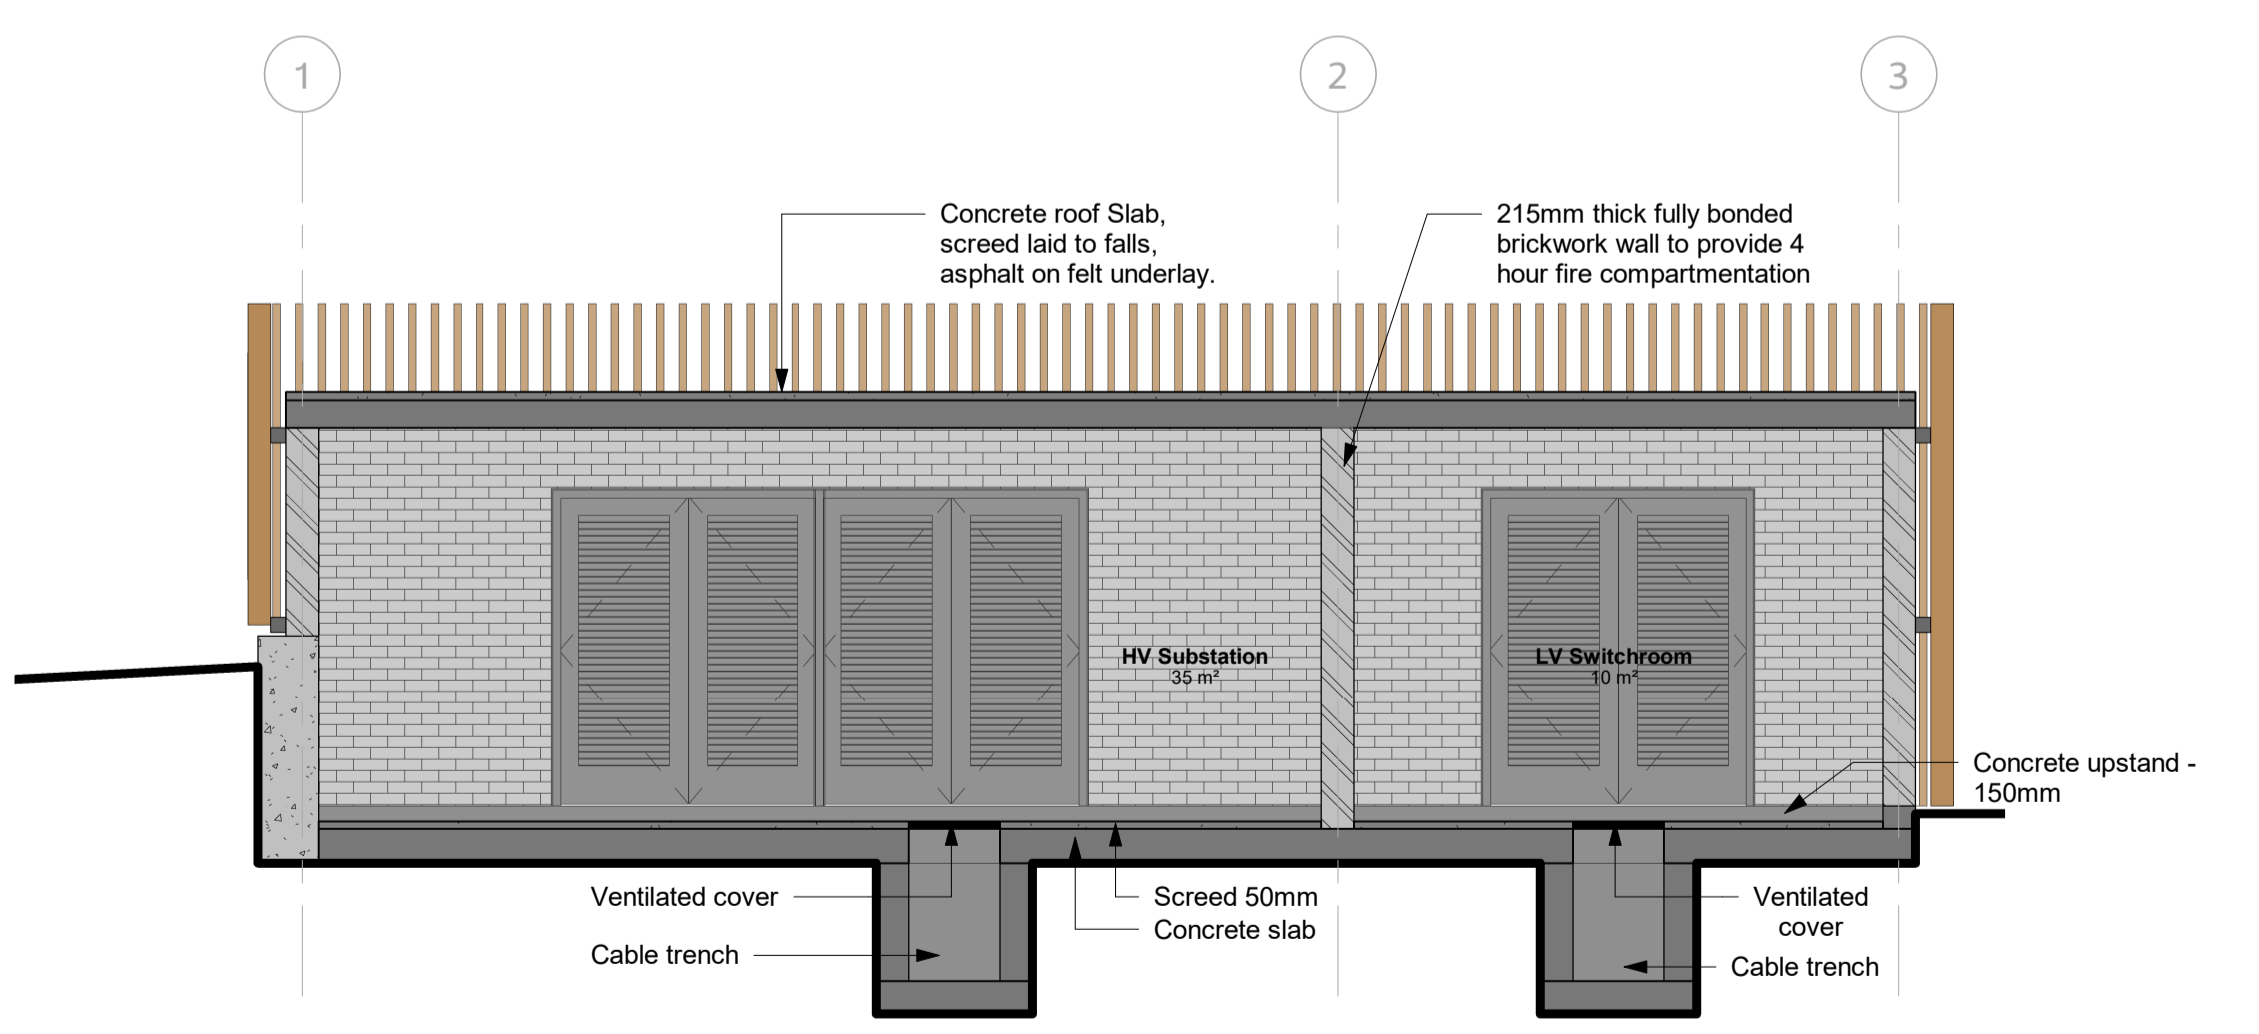 1
2
3
Concrete roof Slab,
screed laid to falls,
asphalt on felt underlay.
215mm thick fully bonded
brickwork wall to provide 4
hour fire compartmentation
HV Substation
35 m²
LV Switchroom
10 m²
Concrete upstand -
150mm
Ventilated cover
Cable trench
Screed 50mm
Concrete slab
Ventilated
cover
Cable trench